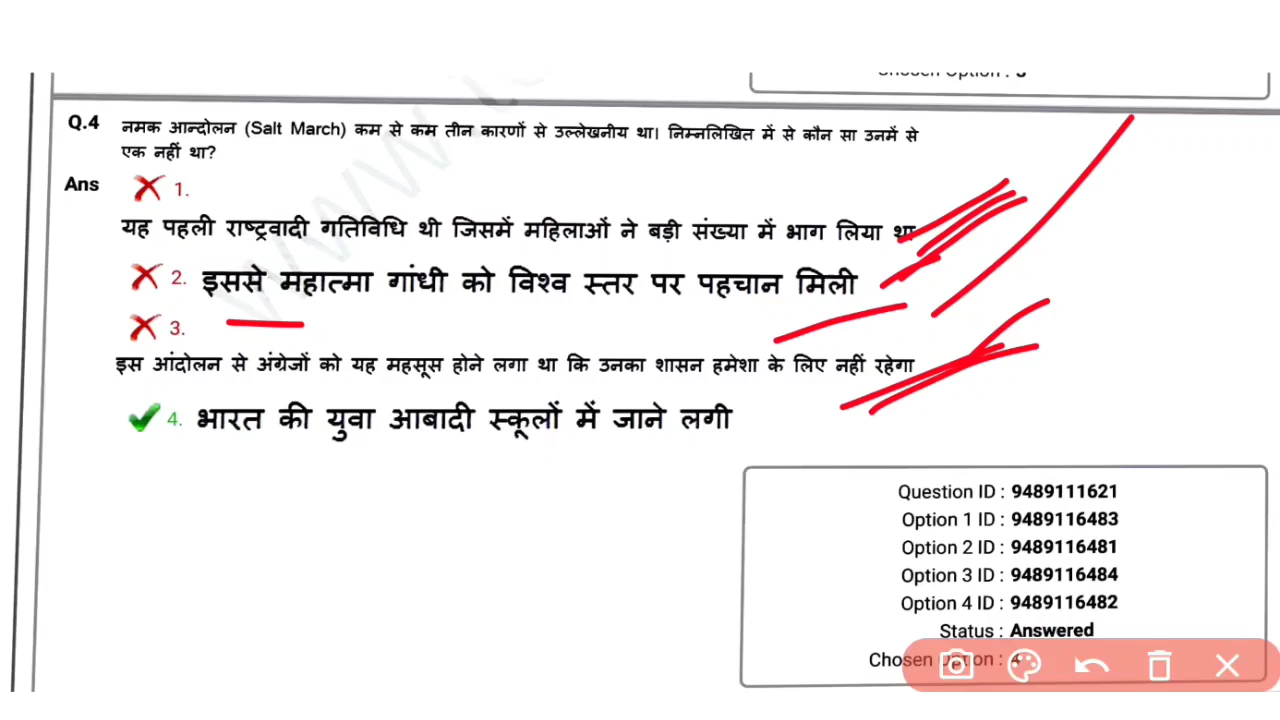 Chosen Option : 3
Q.4 नमक आन्दोलन (Salt March) कम से कम तीन कारणों से उल्लेखनीय था। निम्नलिखित में से कौन सा उनमें से
एक नहीं था?
Ans 1.
यह पहली राष्ट्रवादी गतिविधि थी जिसमें महिलाओं ने बड़ी संख्या में भाग लिया था
2. इससे महात्मा गांधी को विश्व स्तर पर पहचान मिली
3.
इस आंदोलन से अंग्रेजों को यह महसूस होने लगा था कि उनका शासन हमेशा के लिए नहीं रहेगा
4. भारत की युवा आबादी स्कूलों में जाने लगी
Question ID : 9489111621
Option 1 ID : 9489116483
Option 2 ID : 9489116481
Option 3 ID : 9489116484
Option 4 ID : 9489116482
Status : Answered
Chosen Option : 4